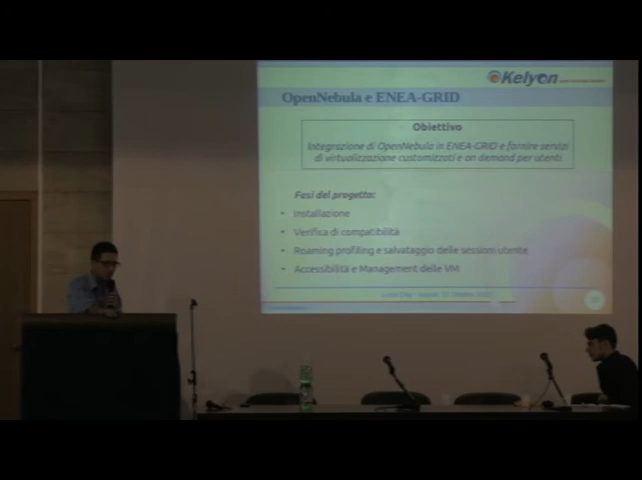 eKelyon
OpenNebula e ENEA-GRID
Obiettivo
Integrazione di OpenNebula in ENEA-GRID e fornire servizi
di virtualizzazione customizzati e on demand per utenti
Fasi del progetto:
- Installazione
- Verifica di compatibilità
- Roaming profiling e salvataggio delle sessioni utente
- Accessibilità e Management delle VM